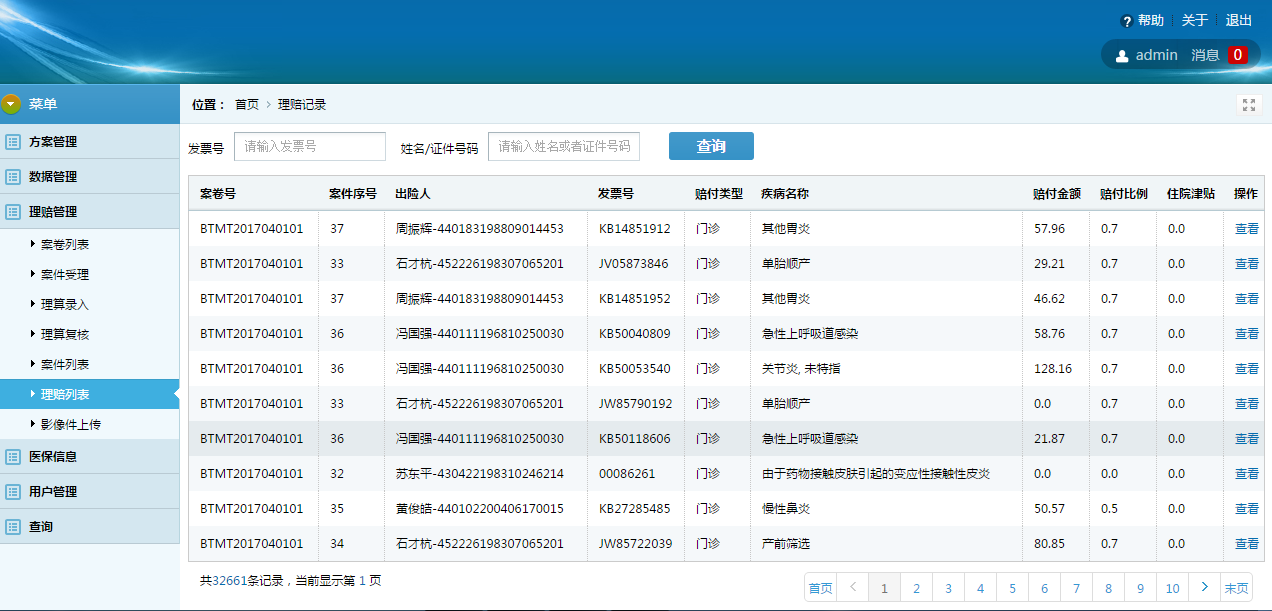 帮助 关于 退出
admin 消息 0
菜单
位置： 首页 > 理赔记录
方案管理
数据管理
理赔管理
案卷列表
案件受理
理算录入
理算复核
案件列表
理赔列表
影像件上传
医保信息
用户管理
查询
发票号 请输入发票号 姓名/证件号码 请输入姓名或者证件号码 查询
案卷号 案件序号 出险人 发票号 赔付类型 疾病名称 赔付金额 赔付比例 住院津贴 操作
BTMT2017040101 37 周振辉-440183198809014453 KB14851912 门诊 其他胃炎 57.96 0.7 0.0 查看
BTMT2017040101 33 石才杭-452226198307065201 JV05873846 门诊 单胎顺产 29.21 0.7 0.0 查看
BTMT2017040101 37 周振辉-440183198809014453 KB14851952 门诊 其他胃炎 46.62 0.7 0.0 查看
BTMT2017040101 36 冯国强-440111196810250030 KB50040809 门诊 急性上呼吸道感染 58.76 0.7 0.0 查看
BTMT2017040101 36 冯国强-440111196810250030 KB50053540 门诊 关节炎, 未特指 128.16 0.7 0.0 查看
BTMT2017040101 33 石才杭-452226198307065201 JW85790192 门诊 单胎顺产 0.0 0.7 0.0 查看
BTMT2017040101 36 冯国强-440111196810250030 KB50118606 门诊 急性上呼吸道感染 21.87 0.7 0.0 查看
BTMT2017040101 32 苏东平-430422198310246214 00086261 门诊 由于药物接触皮肤引起的变应性接触性皮炎 0.0 0.0 0.0 查看
BTMT2017040101 35 黄俊皓-440102200406170015 KB27285485 门诊 慢性鼻炎 50.57 0.5 0.0 查看
BTMT2017040101 34 石才杭-452226198307065201 JW85722039 门诊 产前筛选 80.85 0.7 0.0 查看
共32661条记录，当前显示第 1 页
首页 < 1 2 3 4 5 6 7 8 9 10 > 末页